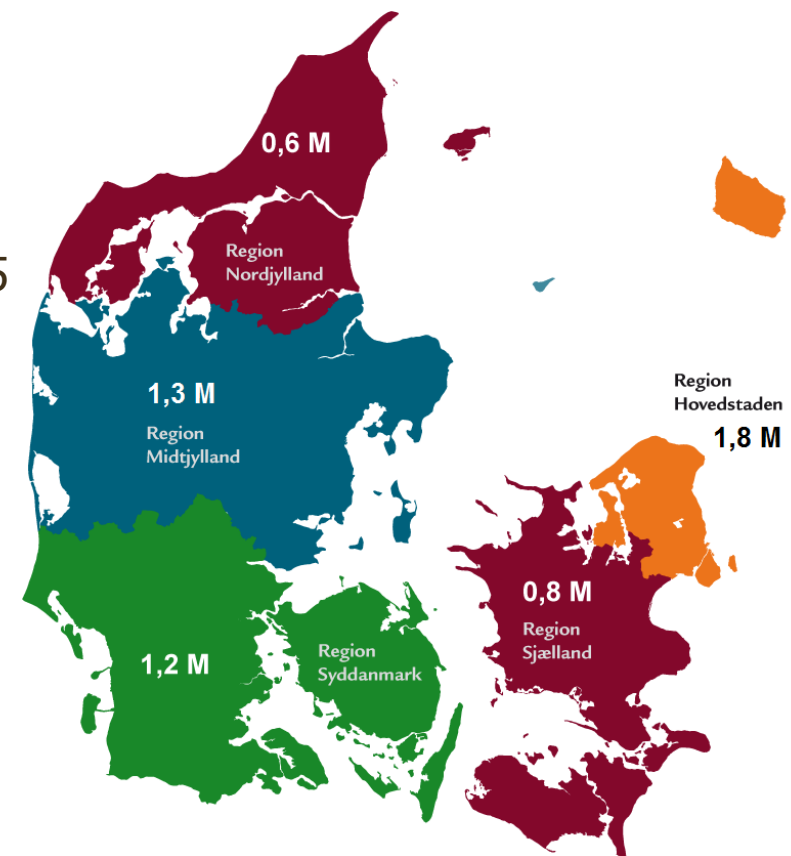 0,6 M
Region
Nordjylland
5
1,3 M
Region
Midtjylland
Region
Hovedstaden
1,8 M
0,8 M
Region
Sjælland
1,2 M
Region
Syddanmark